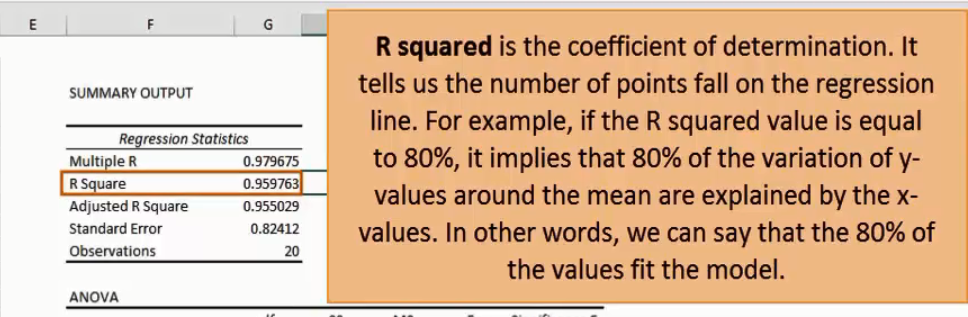 E F G
SUMMARY OUTPUT
Regression Statistics
Multiple R 0.979675
R Square 0.959763
Adjusted R Square 0.955029
Standard Error 0.82412
Observations 20
ANOVA
R squared is the coefficient of determination. It
tells us the number of points fall on the regression
line. For example, if the R squared value is equal
to 80%, it implies that 80% of the variation of y-
values around the mean are explained by the x-
values. In other words, we can say that the 80% of
the values fit the model.